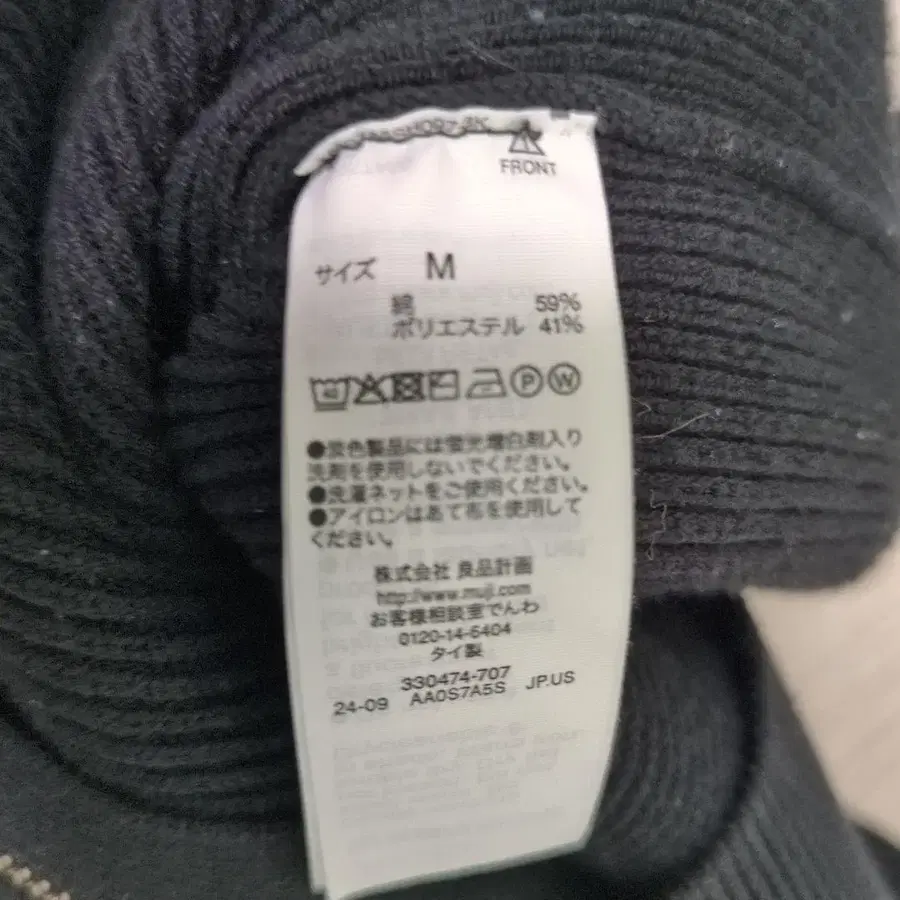 FRONT
サイズ M
綿 59%
ポリエステル 41%
40
P W
●淡色製品には蛍光増白剤入り
洗剤を使用しないでください。
●洗濯ネットをご使用ください。
●アイロンはあて布を使用して
ください。
株式会社 良品計画
http://www.muji.com
お客様相談室でんわ
0120-14-6404
タイ製
330474-707
24-09 AA0S7A5S JP.US